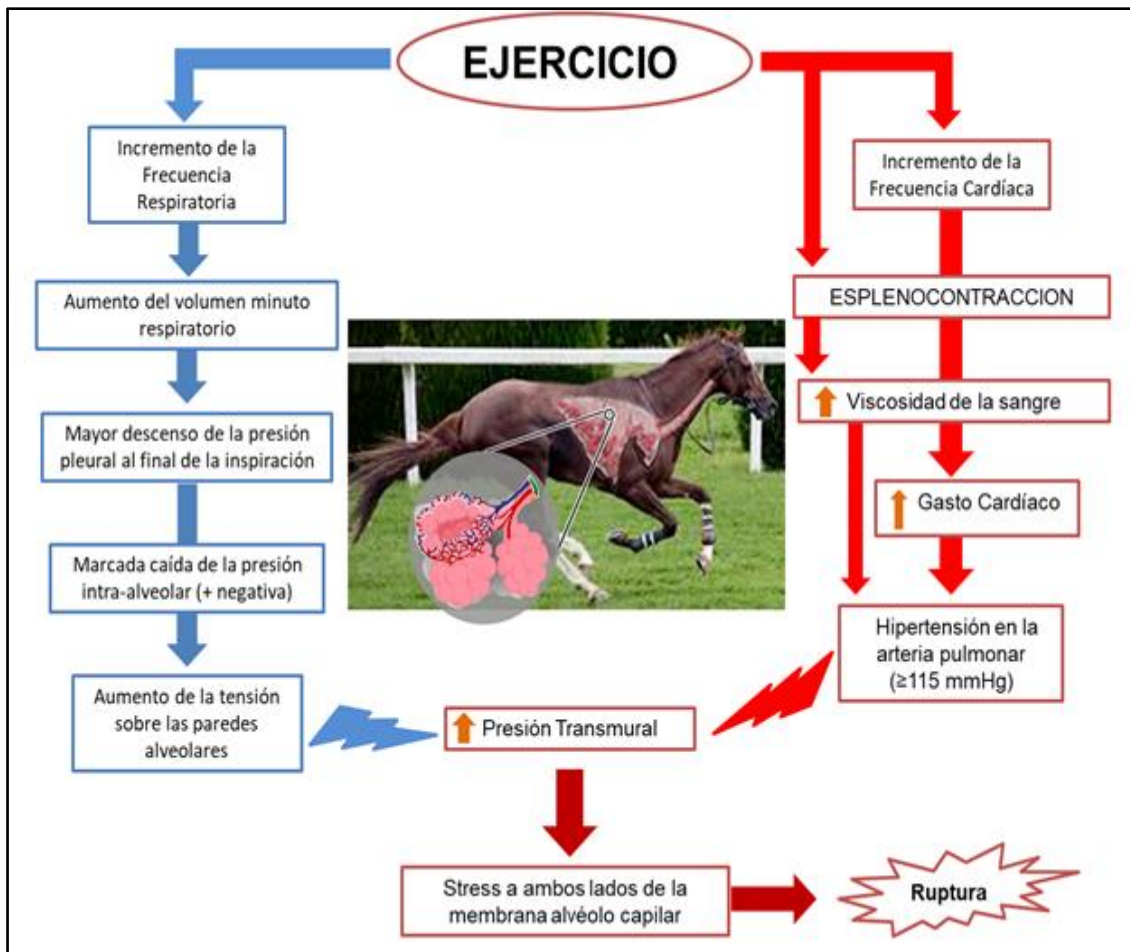 EJERCICIO
Incremento de la
Frecuencia
Respiratoria
Aumento del volumen minuto
respiratorio
Mayor descenso de la presión
pleural al final de la inspiración
Marcada caída de la presión
intra-alveolar (+ negativa)
Aumento de la tensión
sobre las paredes
alveolares
Incremento de la
Frecuencia Cardíaca
ESPLENOCONTRACCION
Viscosidad de la sangre
Gasto Cardíaco
Hipertensión en la
arteria pulmonar
(≥115 mmHg)
Presión Transmural
Stress a ambos lados de la
membrana alvéolo capilar
Ruptura